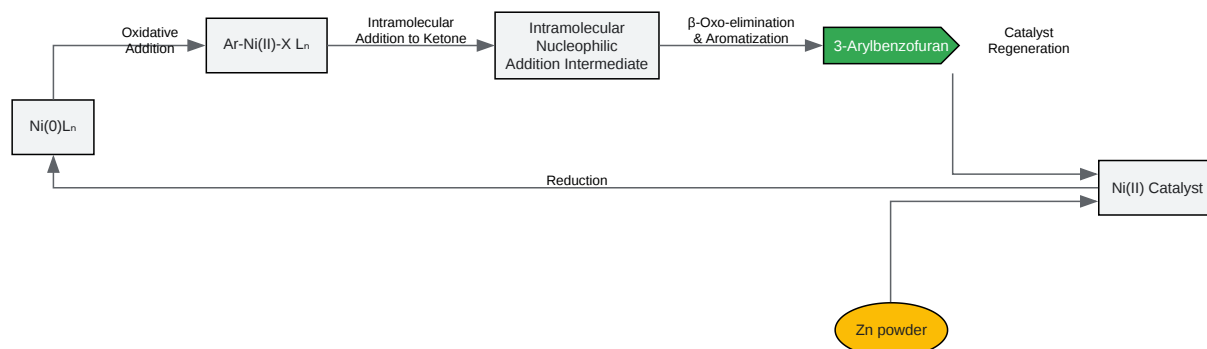 Oxidative
Addition
Ar-Ni(II)-X Lₙ
Intramolecular
Addition to Ketone
Intramolecular
Nucleophilic
Addition Intermediate
β-Oxo-elimination
& Aromatization
3-Arylbenzofuran
Catalyst
Regeneration
Ni(0)Lₙ
Reduction
Ni(II) Catalyst
Zn powder